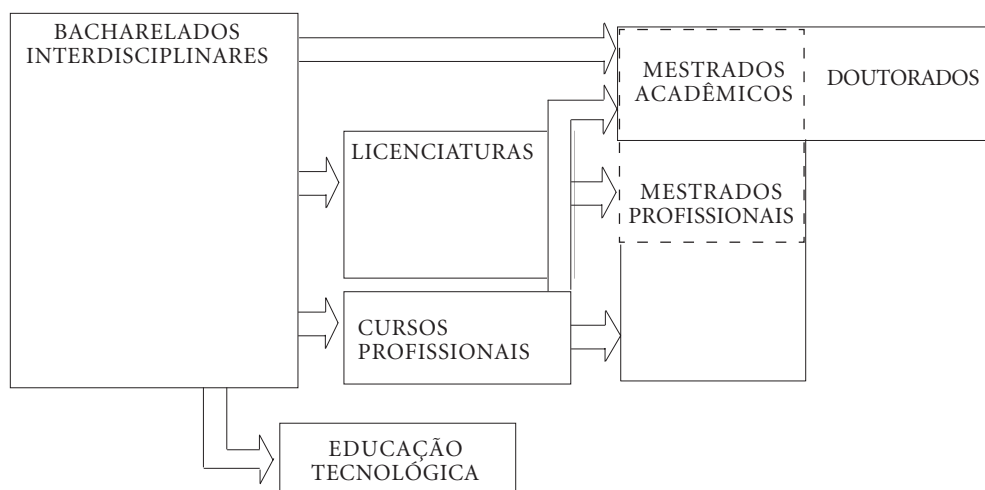 BACHARELADOS
INTERDISCIPLINARES
MESTRADOS
ACADÊMICOS
DOUTORADOS
LICENCIATURAS
MESTRADOS
PROFISSIONAIS
CURSOS
PROFISSIONAIS
EDUCAÇÃO
TECNOLÓGICA